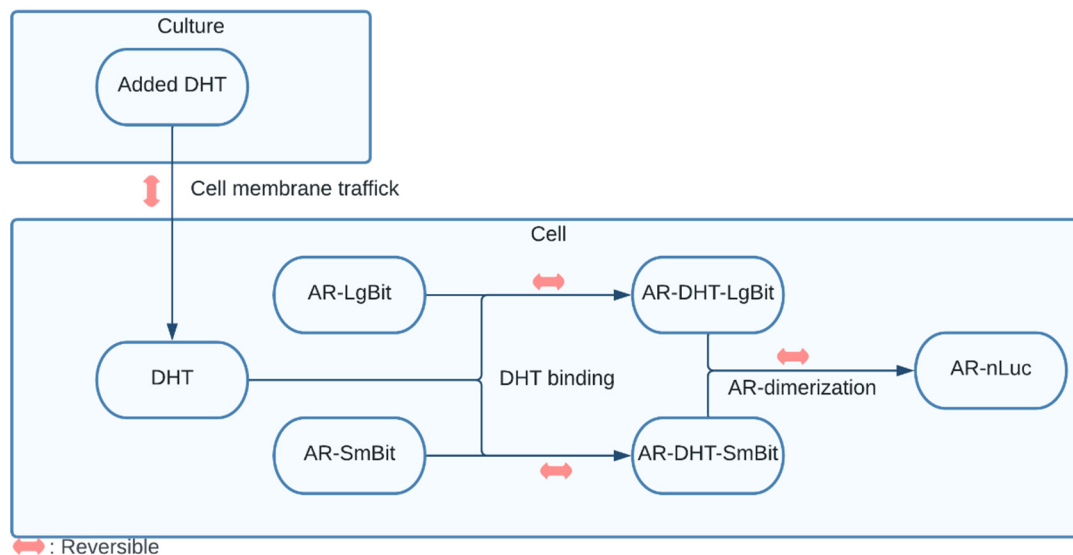 Culture
Added DHT
Cell membrane traffick
Cell
AR-LgBit
AR-DHT-LgBit
DHT
DHT binding
AR-dimerization
AR-nLuc
AR-SmBit
AR-DHT-SmBit
: Reversible